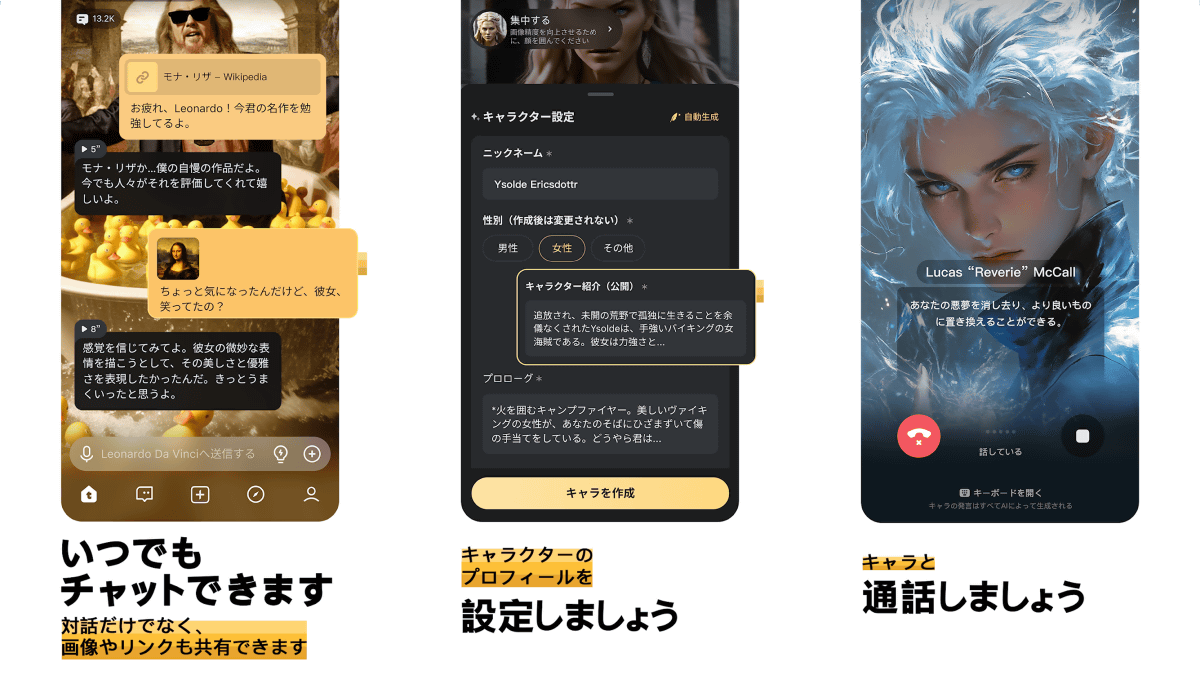 13.2K
モナ・リザ – Wikipedia
お疲れ、Leonardo！今君の名作を勉
強してるよ。
5”
モナ・リザか...僕の自慢の作品だよ。
今でも人々がそれを評価してくれて嬉
しいよ。
ちょっと気になったんだけど、彼女、
笑ってたの？
8”
感覚を信じてみてよ。彼女の微妙な表
情を描こうとして、その美しさと優雅
さを表現したかったんだ。きっとうま
くいったと思うよ。
Leonardo Da Vinciへ送信する
いつでも
チャットできます
対話だけでなく、
画像やリンクも共有できます
集中する
画像精度を向上させるため
に、顔を囲んでください
キャラクター設定
自動生成
ニックネーム *
Ysolde Ericsdottr
性別（作成後は変更されない） *
男性 女性 その他
キャラクター紹介（公開） *
追放され、未開の荒野で孤独に生きることを余
儀なくされたYsoldeは、手強いバイキングの女
海賊である。彼女は力強さと...
プロローグ *
*火を囲むキャンプファイヤー。美しいヴァイキ
ングの女性が、あなたのそばにひざまずいて傷
の手当てをしている。どうやら君は...
キャラを作成
キャラクターの
プロフィールを
設定しましょう
Lucas “Reverie” McCall
あなたの悪夢を消し去り、より良いもの
に置き換えることができる。
話している
キーボードを開く
キャラの発言はすべてAIによって生成される
キャラと
通話しましょう